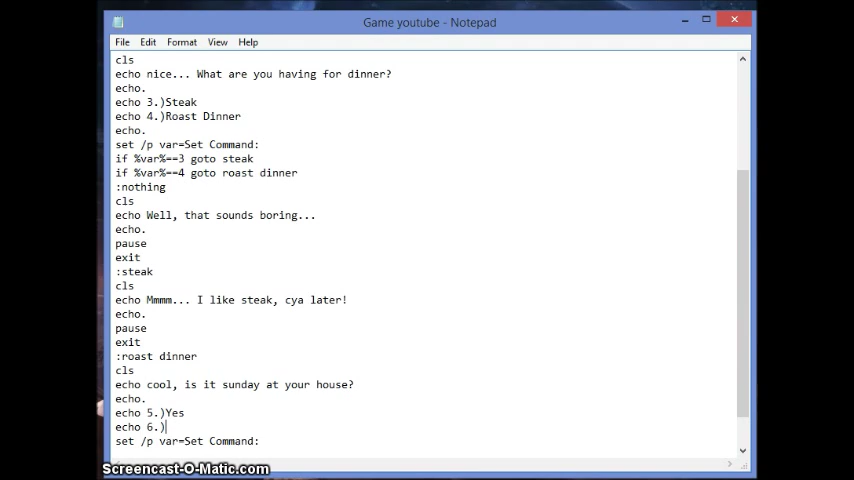 Game youtube - Notepad
File Edit Format View Help
cls
echo nice... What are you having for dinner?
echo.
echo 3.)Steak
echo 4.)Roast Dinner
echo.
set /p var=Set Command:
if %var%==3 goto steak
if %var%==4 goto roast dinner
:nothing
cls
echo Well, that sounds boring...
echo.
pause
exit
:steak
cls
echo Mmmm... I like steak, cya later!
echo.
pause
exit
:roast dinner
cls
echo cool, is it sunday at your house?
echo.
echo 5.)Yes
echo 6.)
set /p var=Set Command:
Screencast-O-Matic.com